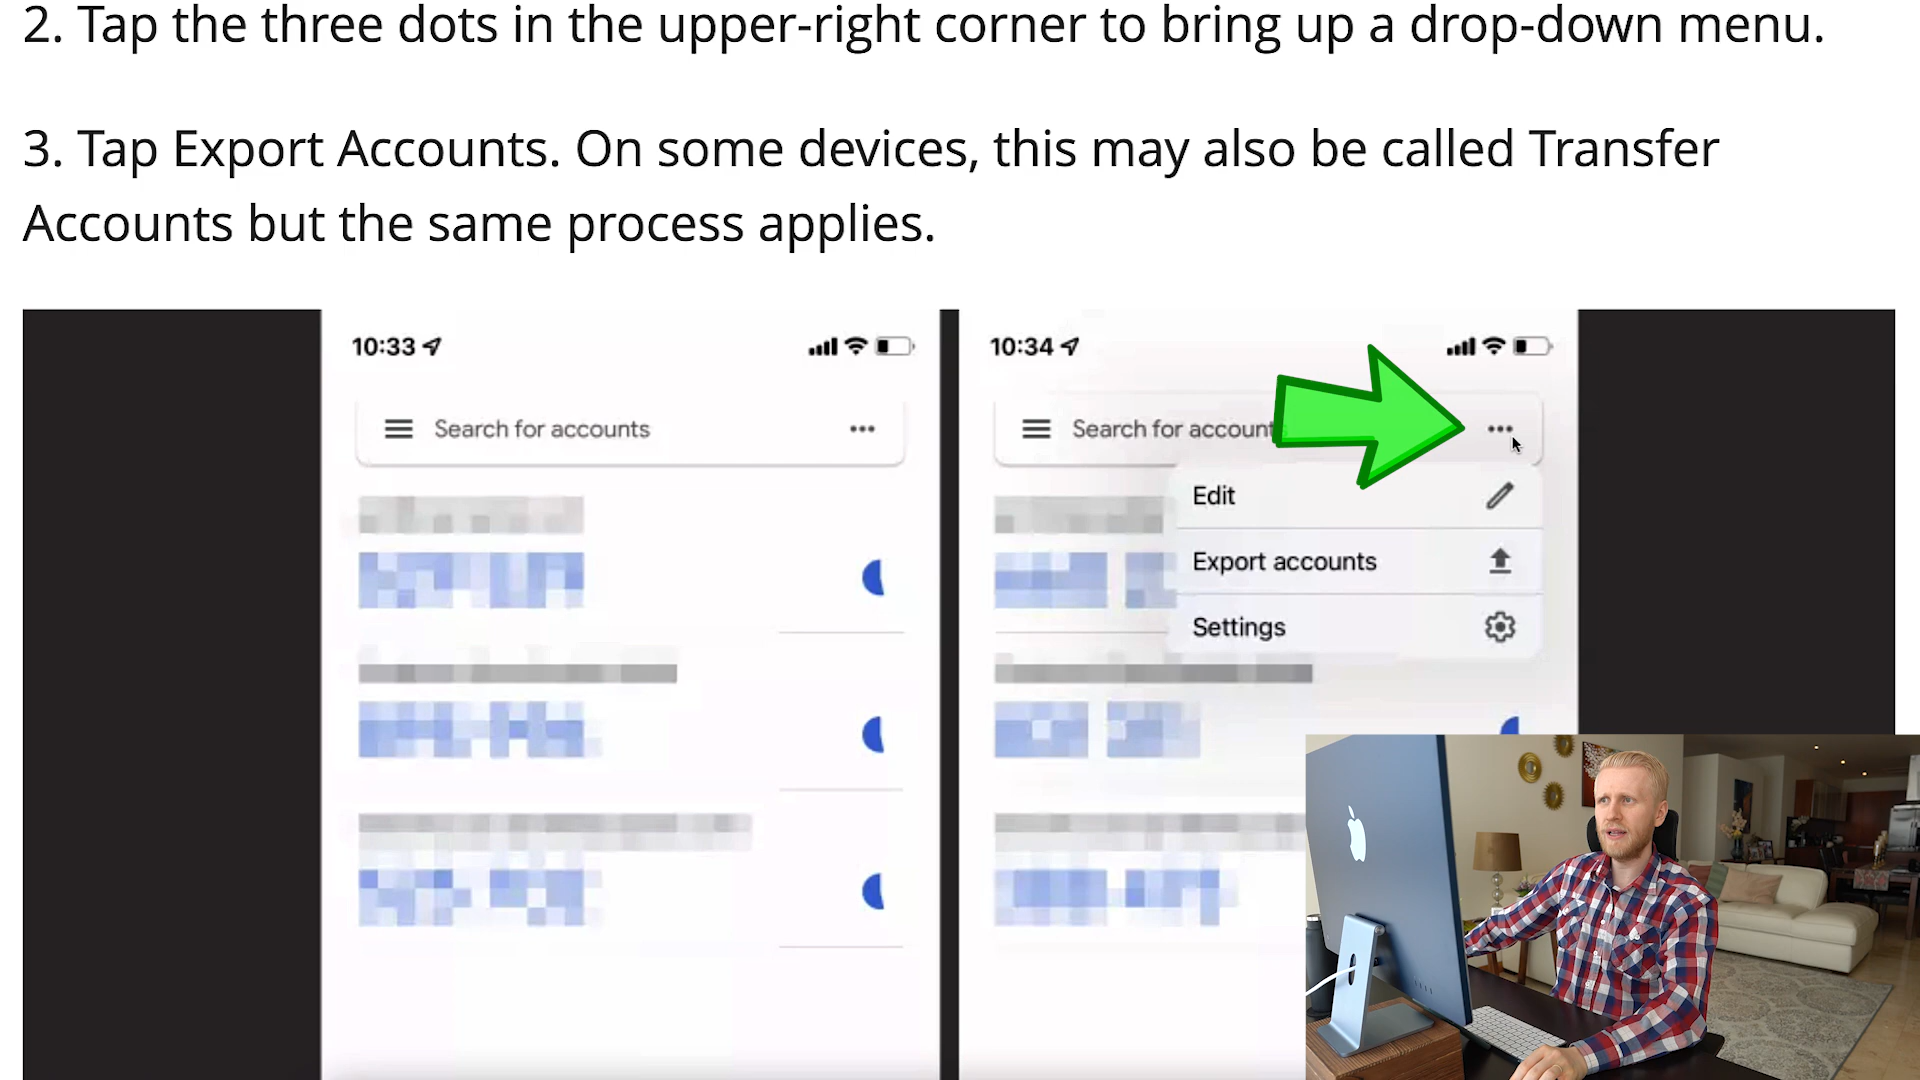 2. Tap the three dots in the upper-right corner to bring up a drop-down menu.
3. Tap Export Accounts. On some devices, this may also be called Transfer
Accounts but the same process applies.
10:33
Search for accounts
10:34
Search for account
Edit
Export accounts
Settings